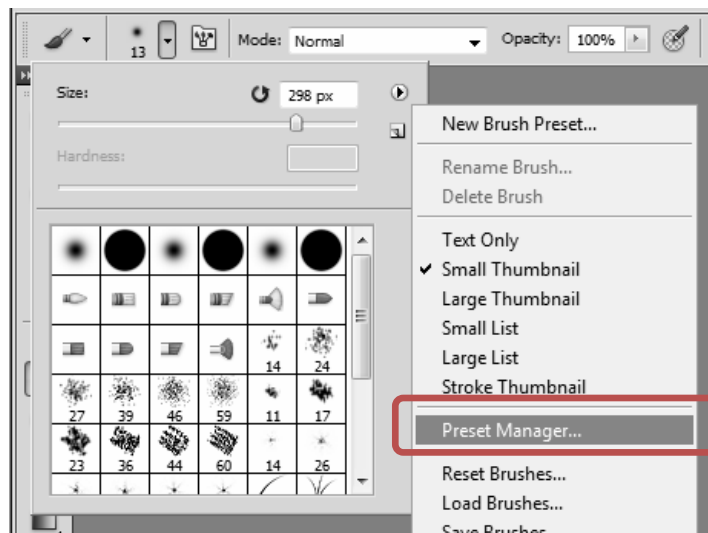 13
Mode: Normal
Opacity: 100%
Size:
298 px
Hardness:
14 24
27 39 46 59 11 17
23 36 44 60 14 26
New Brush Preset...
Rename Brush...
Delete Brush
Text Only
Small Thumbnail
Large Thumbnail
Small List
Large List
Stroke Thumbnail
Preset Manager...
Reset Brushes...
Load Brushes...
Save Brushes